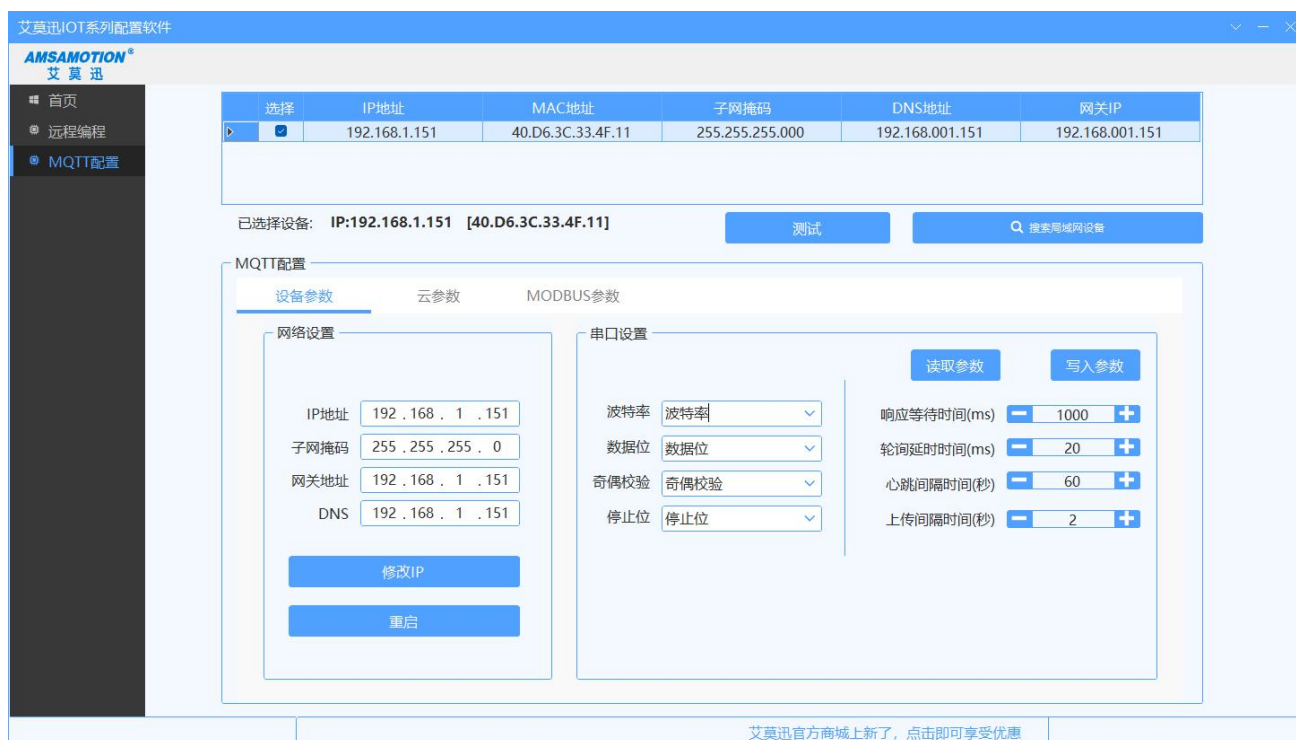 艾莫迅IOT系列配置软件
AMSAMOTION®
艾莫迅
首页
远程编程
MQTT配置
选择 IP地址 MAC地址 子网掩码 DNS地址 网关IP
192.168.1.151 40.D6.3C.33.4F.11 255.255.255.000 192.168.001.151 192.168.001.151
已选择设备: IP:192.168.1.151 [40.D6.3C.33.4F.11] 测试 搜索局域网设备
MQTT配置
设备参数 云参数 MODBUS参数
网络设置
IP地址 192 . 168 . 1 . 151
子网掩码 255 . 255 . 255 . 0
网关地址 192 . 168 . 1 . 151
DNS 192 . 168 . 1 . 151
修改IP
重启
串口设置
读取参数 写入参数
波特率 波特率
数据位 数据位
奇偶校验 奇偶校验
停止位 停止位
响应等待时间(ms) 1000
轮询延时时间(ms) 20
心跳间隔时间(秒) 60
上传间隔时间(秒) 2
艾莫迅官方商城上新了，点击即可享受优惠